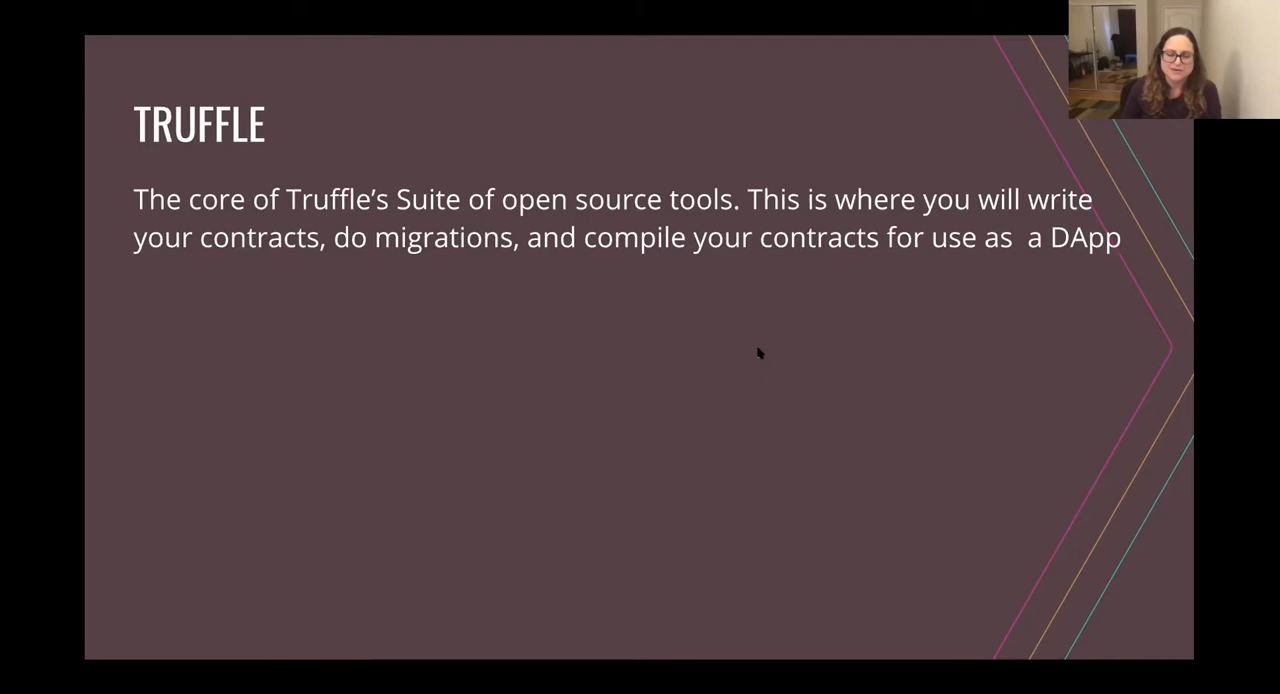 TRUFFLE
The core of Truffle’s Suite of open source tools. This is where you will write
your contracts, do migrations, and compile your contracts for use as  a DApp